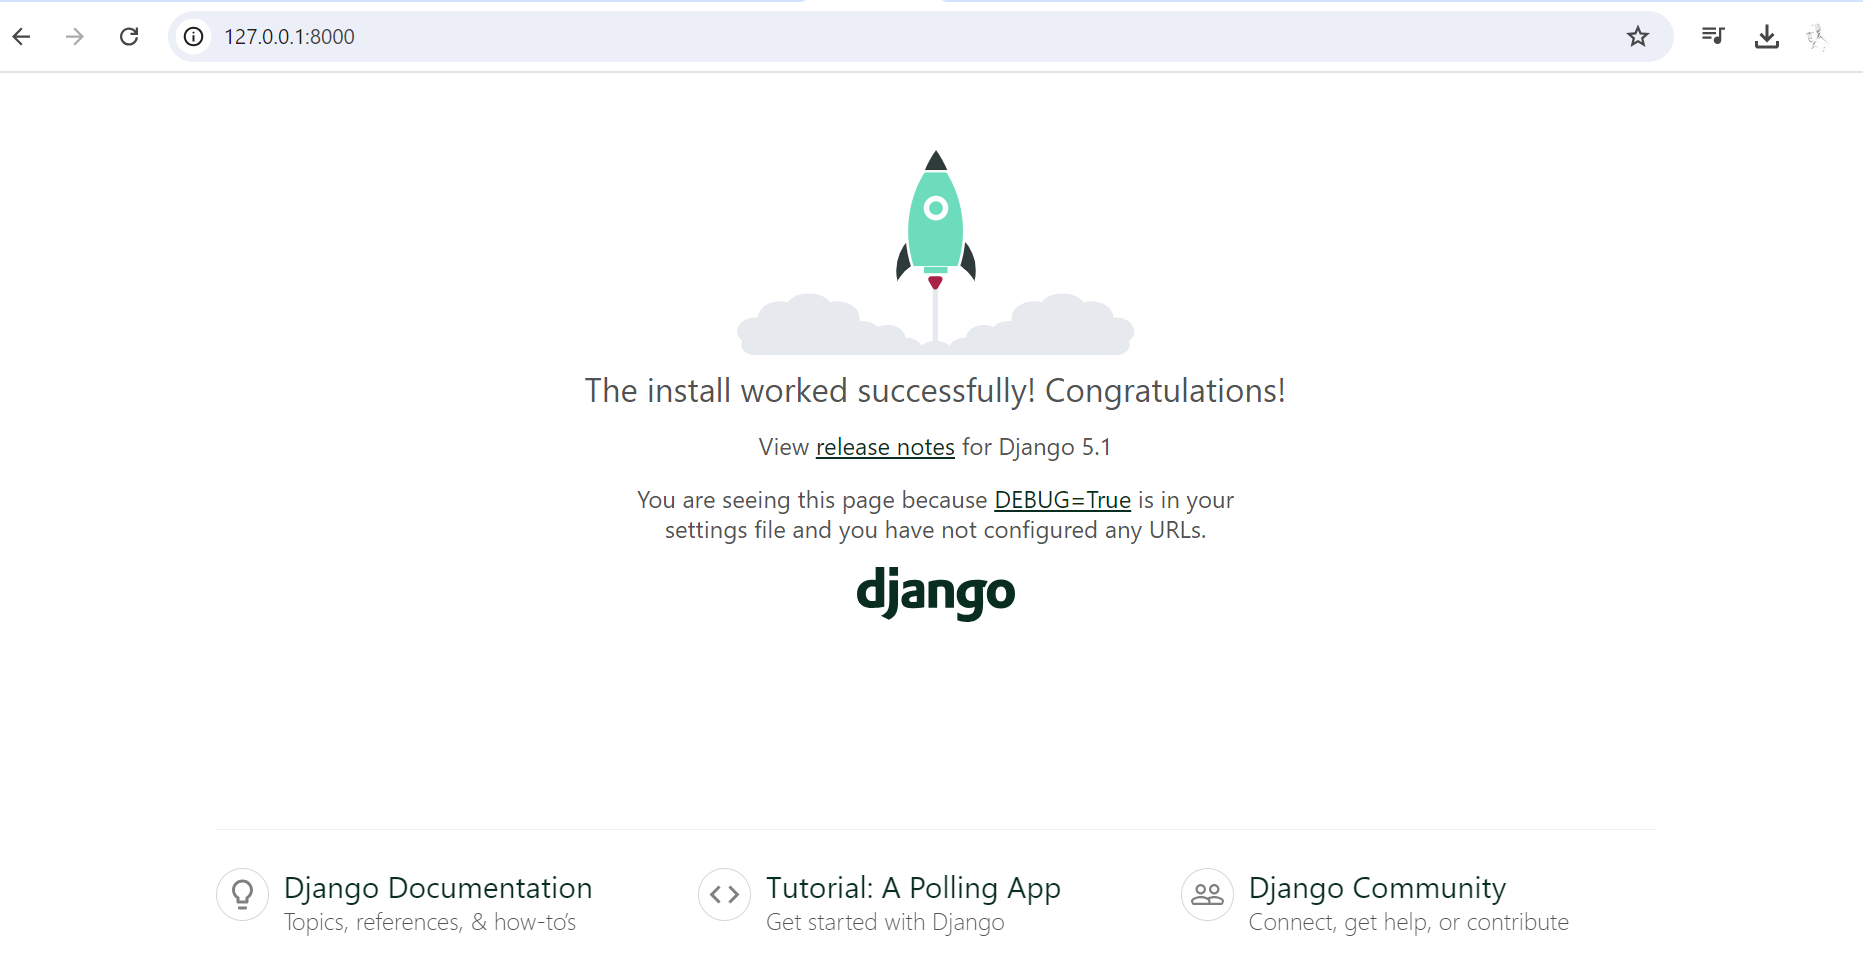 127.0.0.1:8000
The install worked successfully! Congratulations!
View release notes for Django 5.1
You are seeing this page because DEBUG=True is in your
settings file and you have not configured any URLs.
django
Django Documentation
Topics, references, & how-to’s
Tutorial: A Polling App
Get started with Django
Django Community
Connect, get help, or contribute